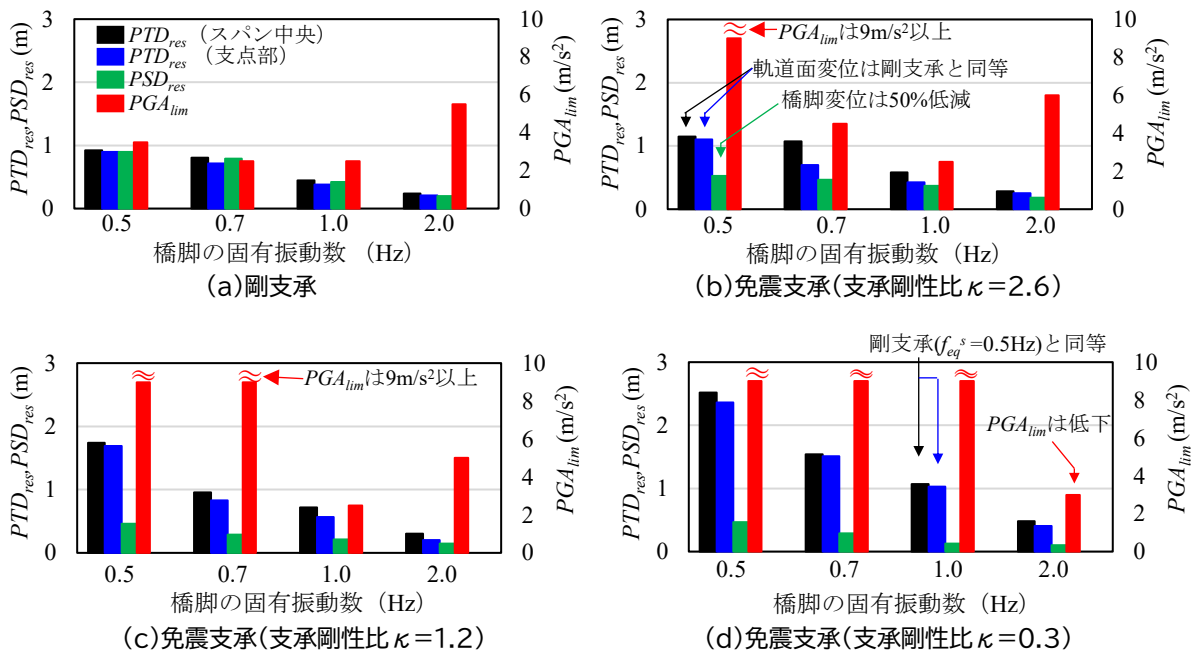 PTDres, PSDres (m)
3
2
1
0
PTDres (スパン中央)
PTDres (支点部)
PSDres
PGAlim
10
8
6
4
2
0
PGAlim (m/s2)
0.5 0.7 1.0 2.0
橋脚の固有振動数 (Hz)
(a)剛支承
PTDres, PSDres (m)
3
2
1
0
PGAlimは9m/s2以上
軌道面変位は剛支承と同等
橋脚変位は50%低減
10
8
6
4
2
0
PGAlim (m/s2)
0.5 0.7 1.0 2.0
橋脚の固有振動数 (Hz)
(b)免震支承(支承剛性比κ=2.6)
PTDres, PSDres (m)
3
2
1
0
PGAlimは9m/s2以上
10
8
6
4
2
0
PGAlim (m/s2)
0.5 0.7 1.0 2.0
橋脚の固有振動数 (Hz)
(c)免震支承(支承剛性比κ=1.2)
PTDres, PSDres (m)
3
2
1
0
剛支承(feqs=0.5Hz)と同等
PGAlimは低下
10
8
6
4
2
0
PGAlim (m/s2)
0.5 0.7 1.0 2.0
橋脚の固有振動数 (Hz)
(d)免震支承(支承剛性比κ=0.3)